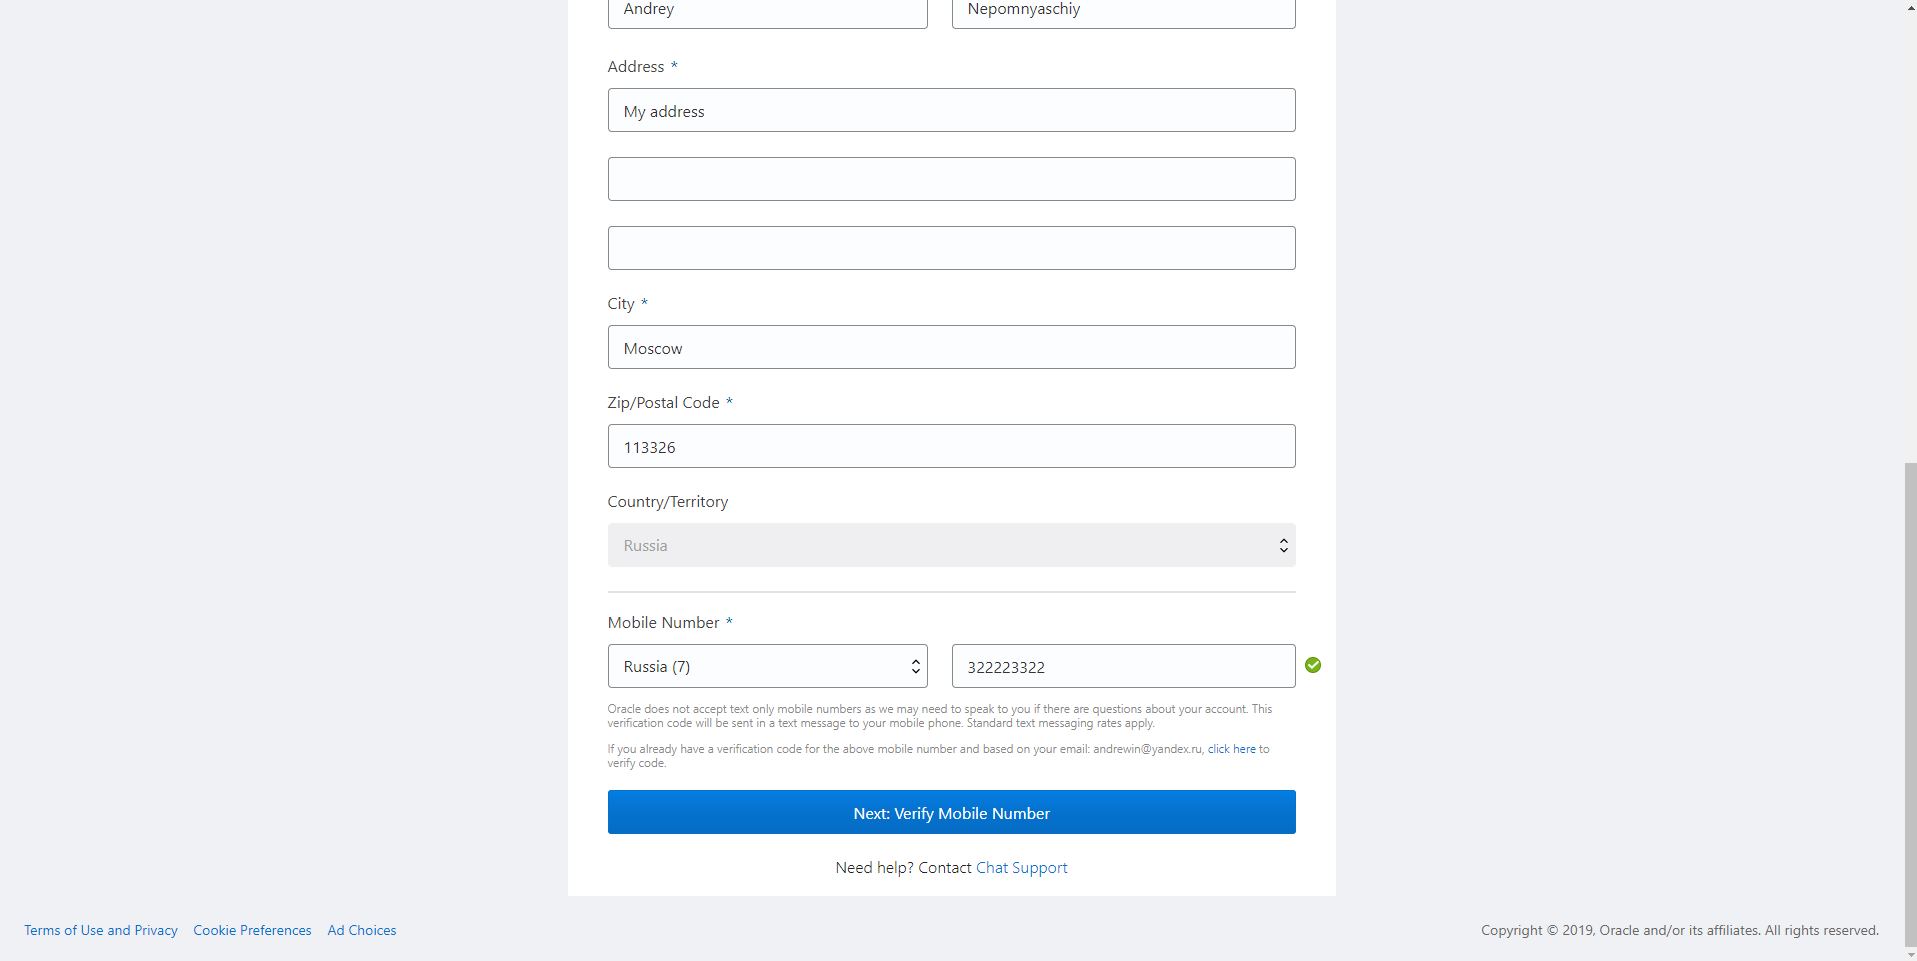 Andrey Nepomnyaschiy
Address *
My address
City *
Moscow
Zip/Postal Code *
113326
Country/Territory
Russia
Mobile Number *
Russia (7) 322223322
Oracle does not accept text only mobile numbers as we may need to speak to you if there are questions about your account. This
verification code will be sent in a text message to your mobile phone. Standard text messaging rates apply.
If you already have a verification code for the above mobile number and based on your email: andrewin@yandex.ru, click here to
verify code.
Next: Verify Mobile Number
Need help? Contact Chat Support
Terms of Use and Privacy Cookie Preferences Ad Choices Copyright © 2019, Oracle and/or its affiliates. All rights reserved.